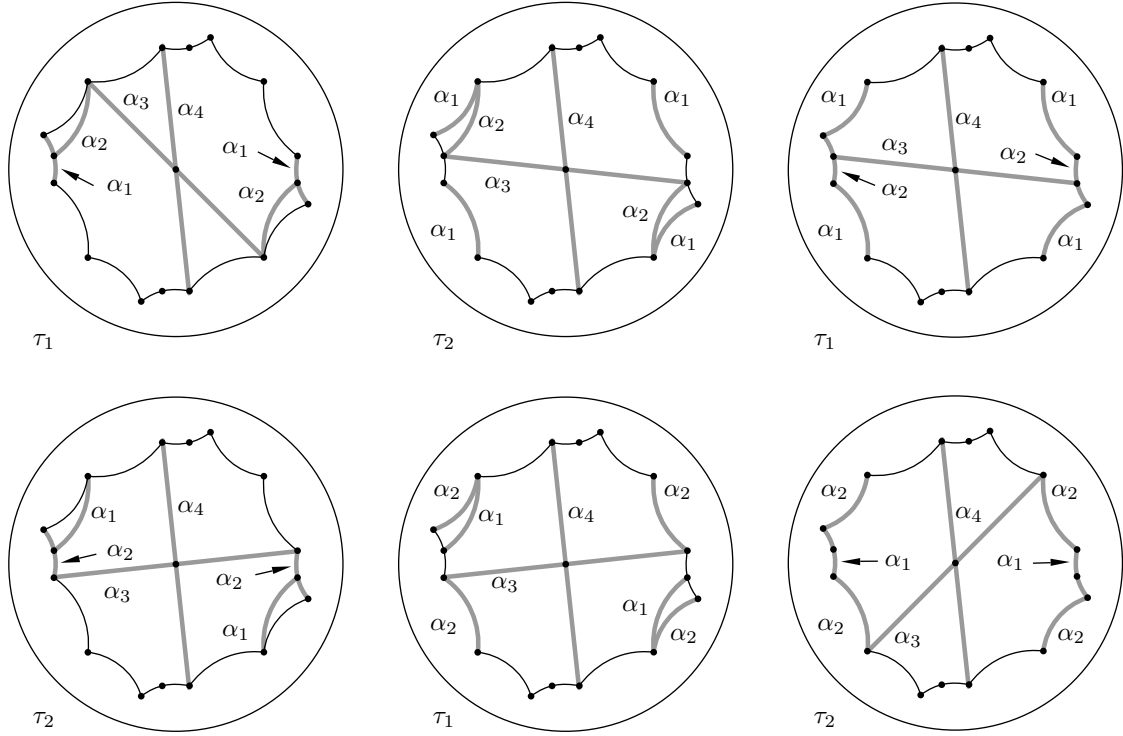 α₃ α₄ α₂ α₁ α₁ α₂
τ₁
α₁ α₂ α₄ α₁ α₃ α₂ α₁ α₁
τ₂
α₁ α₄ α₁ α₃ α₂ α₂ α₁ α₁
τ₁
α₁ α₄ α₂ α₂ α₃ α₁
τ₂
α₂ α₁ α₄ α₂ α₃ α₁ α₂ α₂
τ₁
α₂ α₄ α₂ α₁ α₁ α₂ α₃ α₂
τ₂